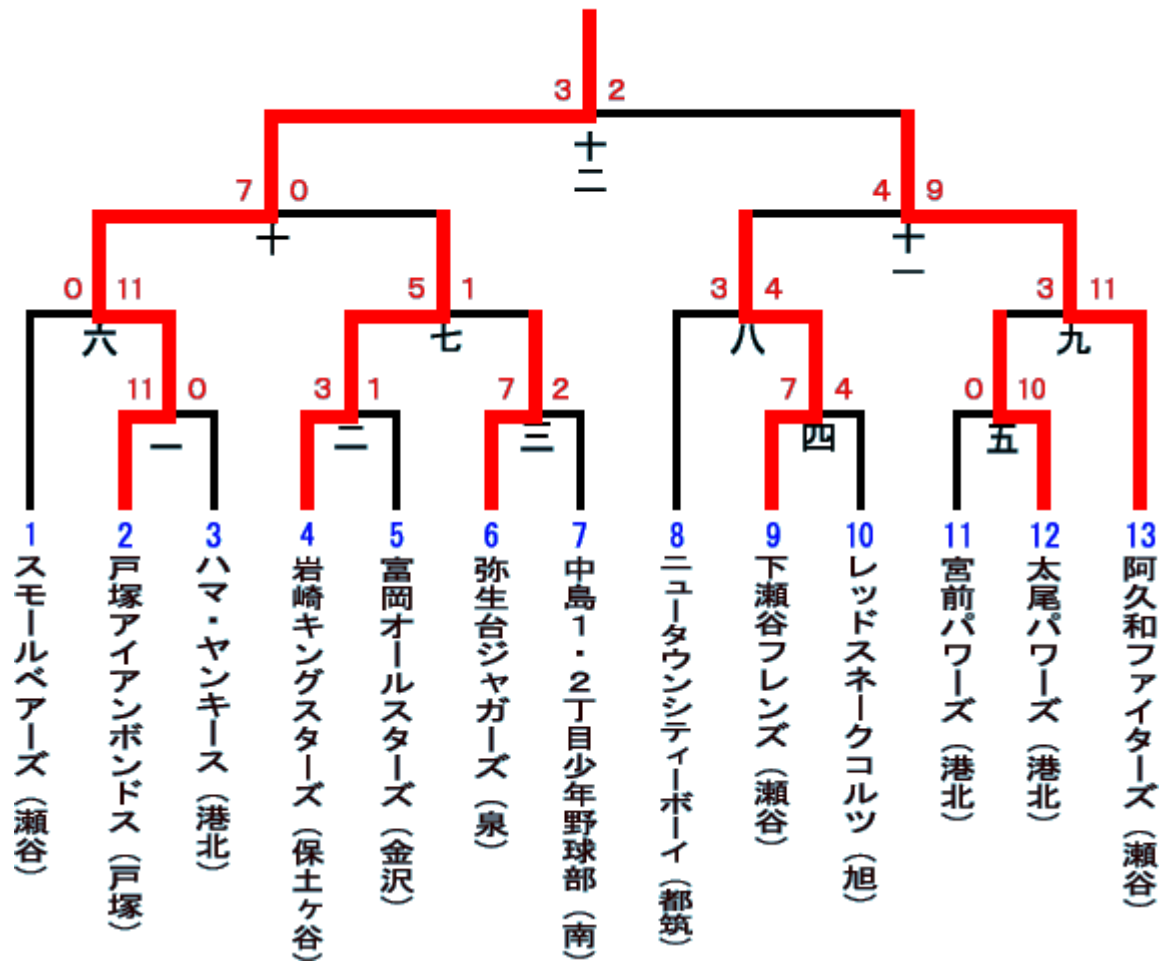 3 2
十二
7 0
4 9
十
十一
0 11
5 1
3 4
3 11
六
七
八
九
11 0
3 1
7 2
7 4
0 10
一
二
三
四
五
1 スモールベアーズ（瀬谷）
2 戸塚アイアンボンドス（戸塚）
3 ハマ・ヤンキース（港北）
4 岩崎キングスターズ（保土ヶ谷）
5 富岡オールスターズ（金沢）
6 弥生台ジャガーズ（泉）
7 中島1・2丁目少年野球部（南）
8 ニュータウンシティーボーイ（都筑）
9 下瀬谷フレンズ（瀬谷）
10 レッドスネークコルツ（旭）
11 宮前パワーズ（港北）
12 太尾パワーズ（港北）
13 阿久和ファイターズ（瀬谷）